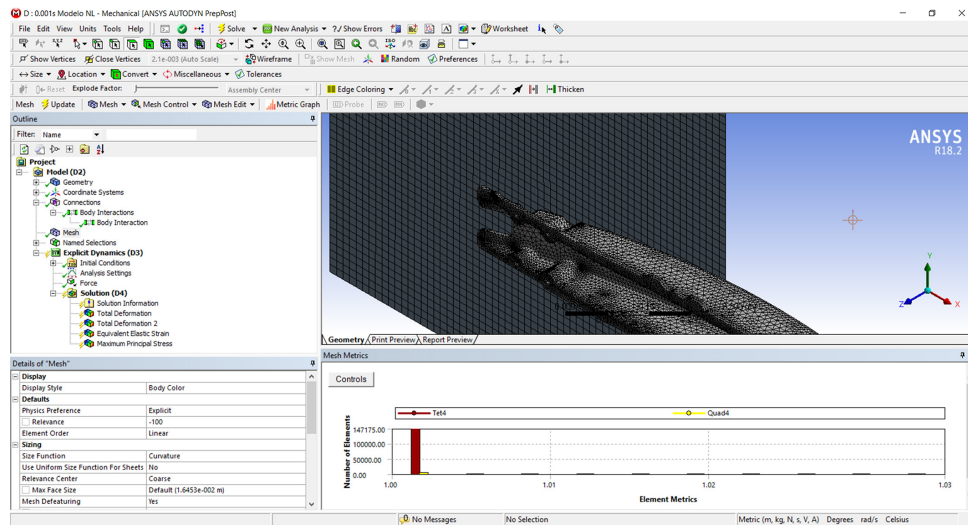 D : 0.001s Modelo NL - Mechanical [ANSYS AUTODYN PrepPost]
File Edit View Units Tools Help Solve New Analysis ?/ Show Errors Worksheet
Show Vertices Close Vertices 2.1e-003 (Auto Scale) Wireframe Show Mesh Random Preferences
Size Location Convert Miscellaneous Tolerances
Reset Explode Factor: Assembly Center Edge Coloring Thicken
Mesh Update Mesh Mesh Control Mesh Edit Metric Graph Probe
Outline
Filter: Name
Project
Model (D2)
Geometry
Coordinate Systems
Connections
Body Interactions
Body Interaction
Mesh
Named Selections
Explicit Dynamics (D3)
Initial Conditions
Analysis Settings
Force
Solution (D4)
Solution Information
Total Deformation
Total Deformation 2
Equivalent Elastic Strain
Maximum Principal Stress
ANSYS
R18.2
Y
Z X
Geometry Print Preview Report Preview
Details of "Mesh"
Display
Display Style Body Color
Defaults
Physics Preference Explicit
Relevance -100
Element Order Linear
Sizing
Size Function Curvature
Use Uniform Size Function For Sheets No
Relevance Center Coarse
Max Face Size Default (1.6453e-002 m)
Mesh Defeaturing Yes
Mesh Metrics
Controls
Tet4 Quad4
Number of Elements
147175.00
100000.00
50000.00
0.00
1.00 1.01 1.02 1.03
Element Metrics
0 No Messages No Selection Metric (m, kg, N, s, V, A) Degrees rad/s Celsius